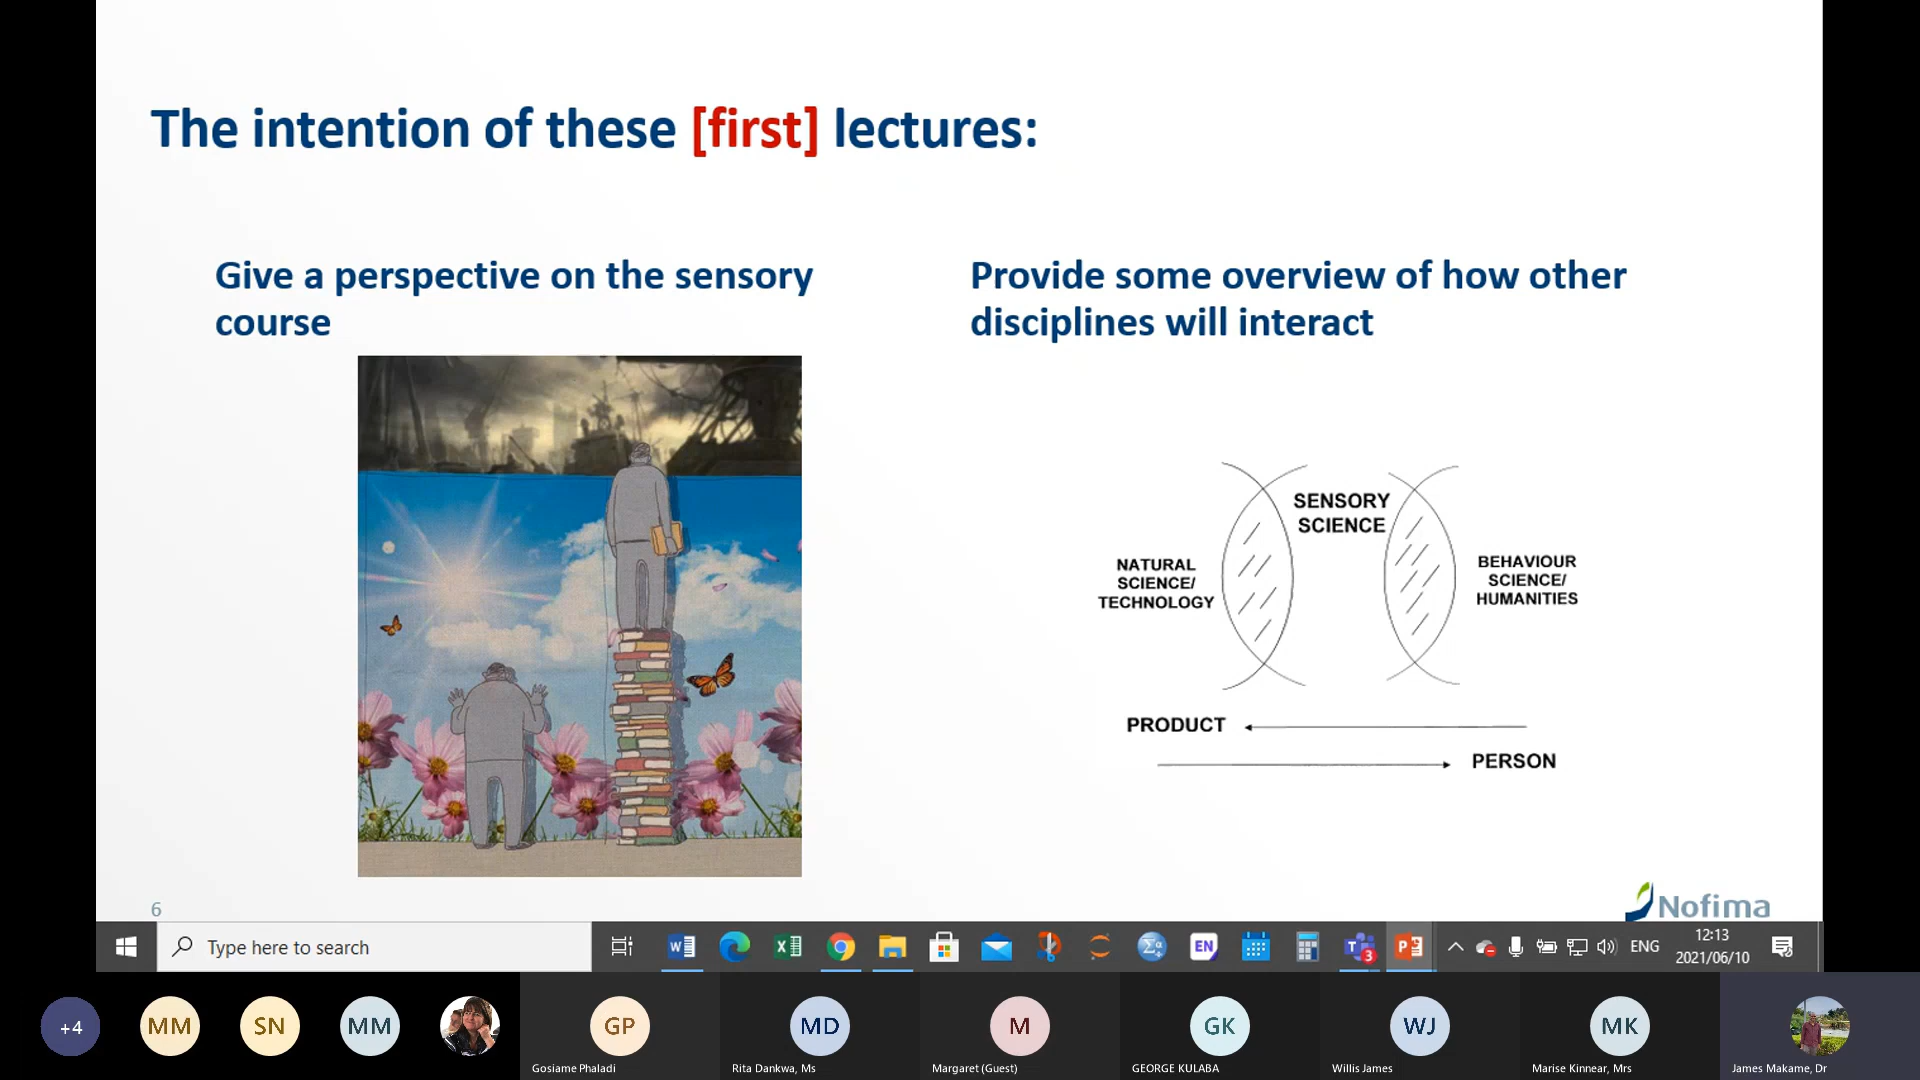 The intention of these [first] lectures:
Give a perspective on the sensory
course
Provide some overview of how other
disciplines will interact
SENSORY
SCIENCE
NATURAL
SCIENCE/
TECHNOLOGY
BEHAVIOUR
SCIENCE/
HUMANITIES
PRODUCT
PERSON
6
Nofima
Type here to search
EN
3
ENG
12:13
2021/06/10
+4
MM
SN
MM
GP
MD
M
GK
WJ
MK
Gosiame Phaladi
Rita Dankwa, Ms
Margaret (Guest)
GEORGE KULABA
Willis James
Marise Kinnear, Mrs
James Makame, Dr